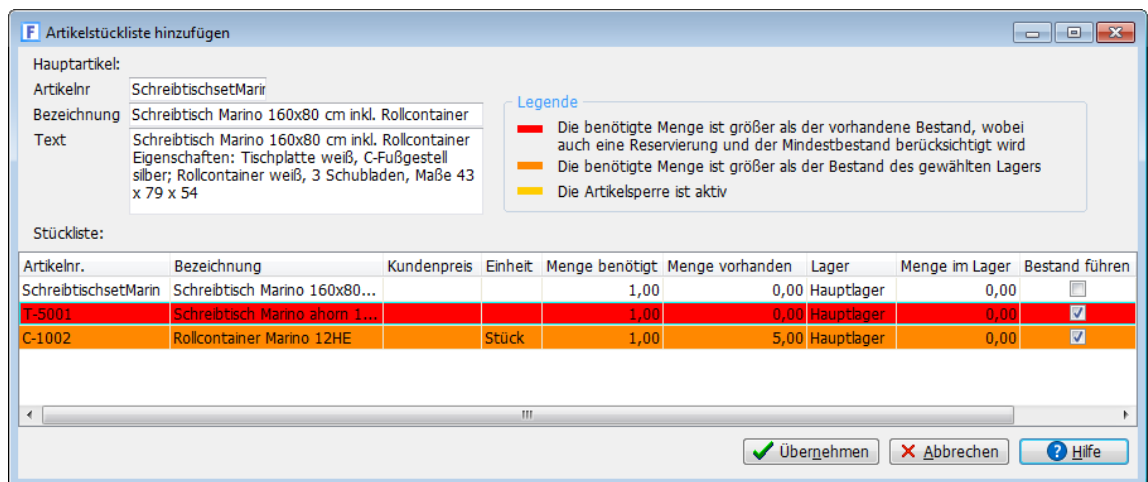 F Artikelstückliste hinzufügen
Hauptartikel:
Artikelnr SchreibtischsetMarin
Bezeichnung Schreibtisch Marino 160x80 cm inkl. Rollcontainer
Text Schreibtisch Marino 160x80 cm inkl. Rollcontainer
Eigenschaften: Tischplatte weiß, C-Fußgestell
silber; Rollcontainer weiß, 3 Schubladen, Maße 43
x 79 x 54
Legende
Die benötigte Menge ist größer als der vorhandene Bestand, wobei
auch eine Reservierung und der Mindestbestand berücksichtigt wird
Die benötigte Menge ist größer als der Bestand des gewählten Lagers
Die Artikelsperre ist aktiv
Stückliste:
Artikelnr. Bezeichnung Kundenpreis Einheit Menge benötigt Menge vorhanden Lager Menge im Lager Bestand führen
SchreibtischsetMarin Schreibtisch Marino 160x80... 1,00 0,00 Hauptlager 0,00
T-5001 Schreibtisch Marino ahorn 1... 1,00 0,00 Hauptlager 0,00
C-1002 Rollcontainer Marino 12HE Stück 1,00 5,00 Hauptlager 0,00
Übernehmen Abbrechen ? Hilfe